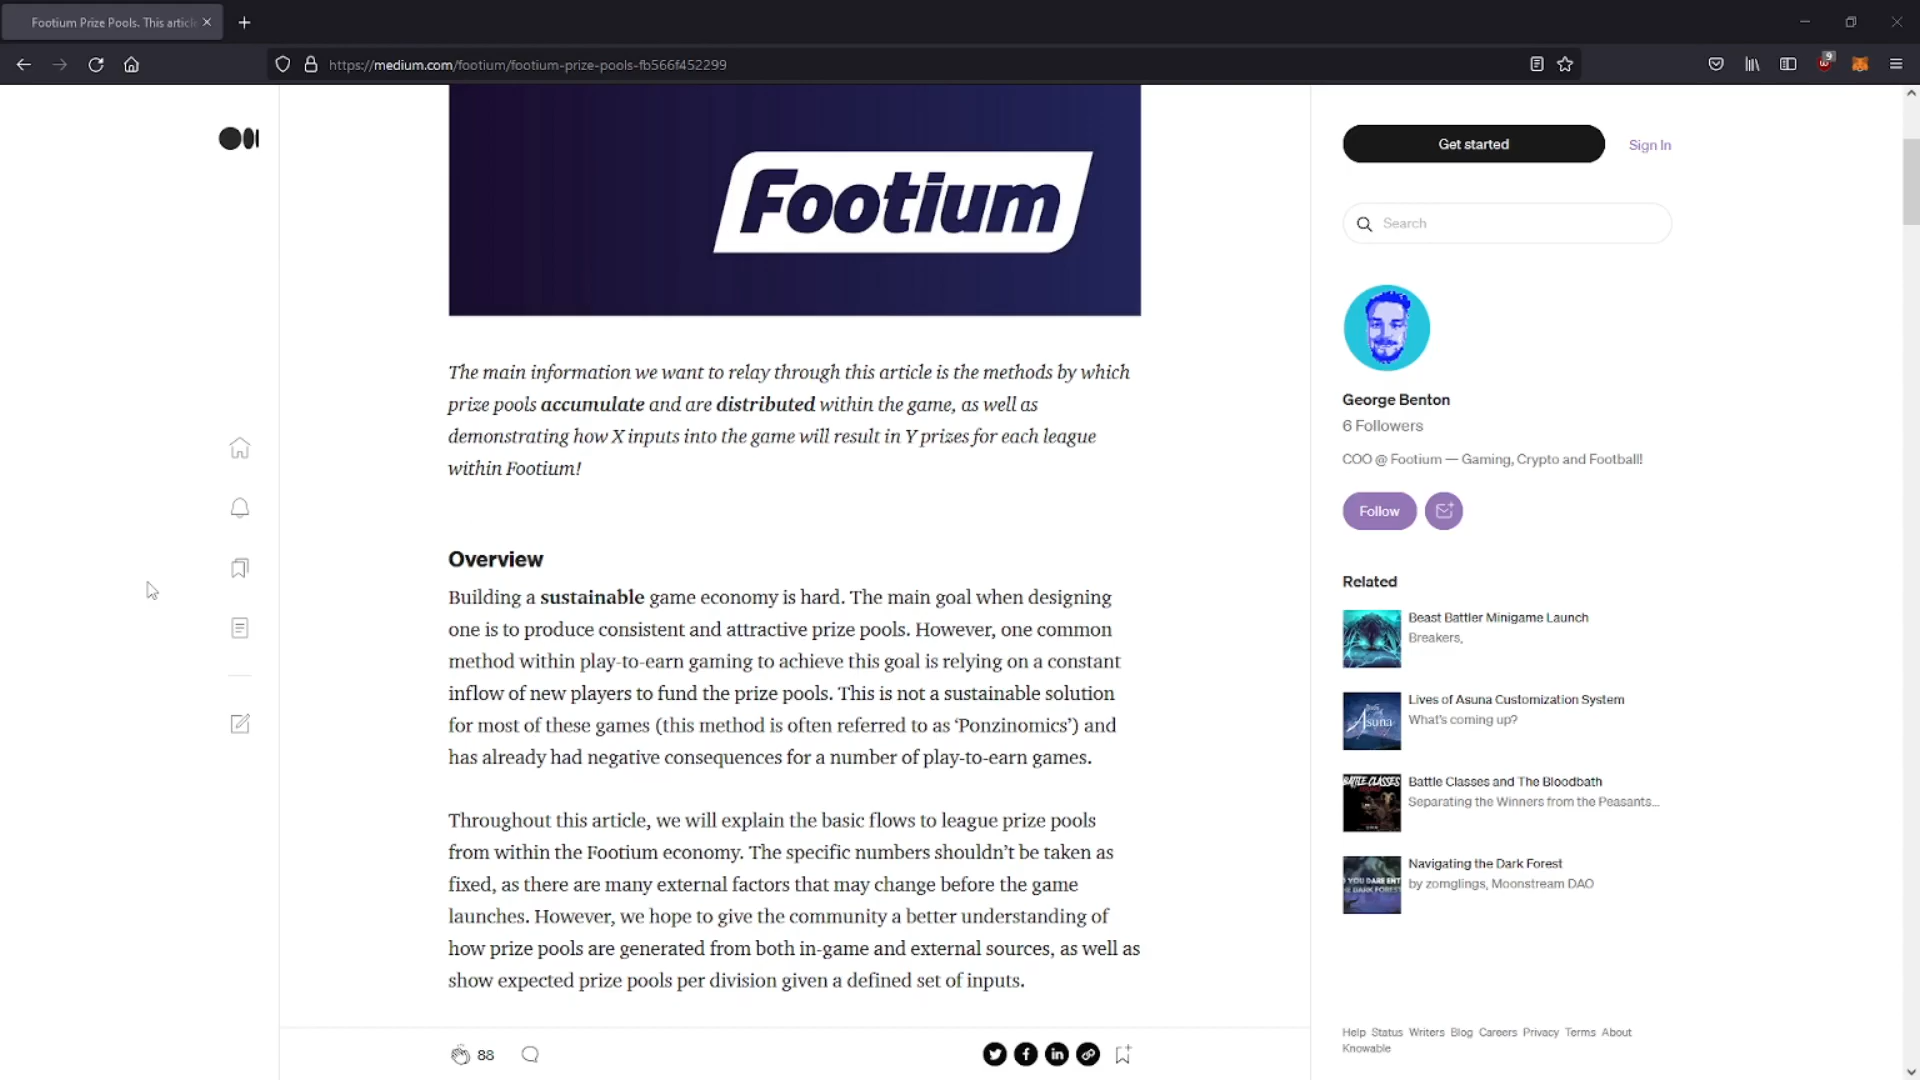 Footium Prize Pools. This artic
https://medium.com/footium/footium-prize-pools-fb566f452299
9
Footium
The main information we want to relay through this article is the methods by which
prize pools accumulate and are distributed within the game, as well as
demonstrating how X inputs into the game will result in Y prizes for each league
within Footium!
Overview
Building a sustainable game economy is hard. The main goal when designing
one is to produce consistent and attractive prize pools. However, one common
method within play-to-earn gaming to achieve this goal is relying on a constant
inflow of new players to fund the prize pools. This is not a sustainable solution
for most of these games (this method is often referred to as ‘Ponzinomics’) and
has already had negative consequences for a number of play-to-earn games.
Throughout this article, we will explain the basic flows to league prize pools
from within the Footium economy. The specific numbers shouldn’t be taken as
fixed, as there are many external factors that may change before the game
launches. However, we hope to give the community a better understanding of
how prize pools are generated from both in-game and external sources, as well as
show expected prize pools per division given a defined set of inputs.
88
Get started
Sign In
Search
George Benton
6 Followers
COO @ Footium — Gaming, Crypto and Football!
Follow
Related
Beast Battler Minigame Launch
Breakers,
Asuna
Lives of Asuna Customization System
What's coming up?
BATTLE CLASSES
Battle Classes and The Bloodbath
Separating the Winners from the Peasants...
YOU DARE ENT
HE DARK FOREST
Navigating the Dark Forest
by zomglings, Moonstream DAO
Help Status Writers Blog Careers Privacy Terms About
Knowable